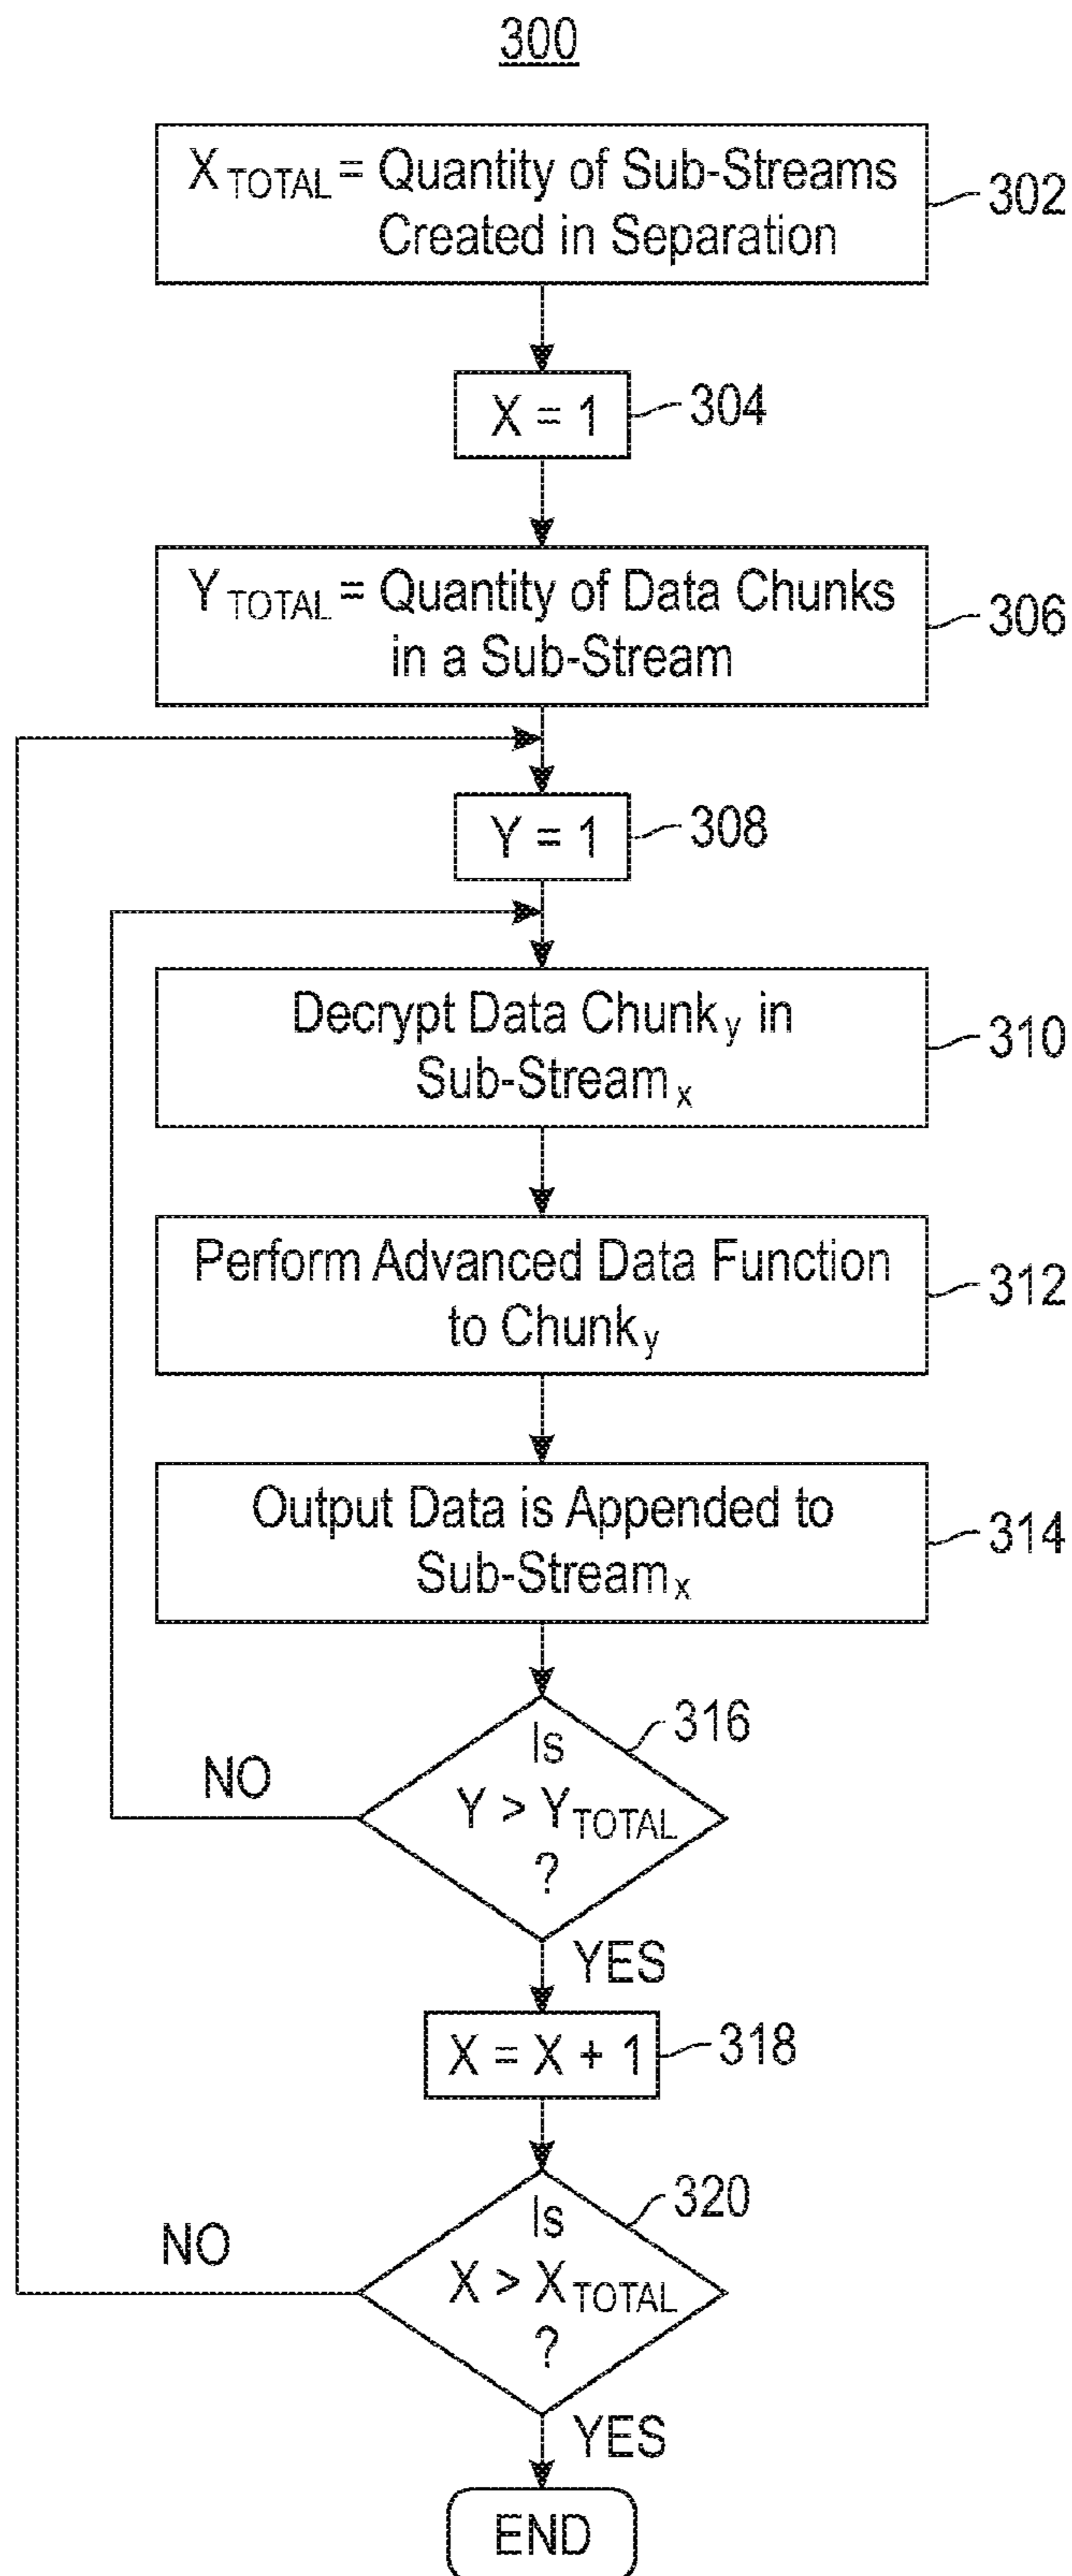 300
X TOTAL = Quantity of Sub-Streams
Created in Separation
302
X = 1
304
Y TOTAL = Quantity of Data Chunks
in a Sub-Stream
306
Y = 1
308
Decrypt Data Chunk y in
Sub-Stream x
310
Perform Advanced Data Function
to Chunk y
312
Output Data is Appended to
Sub-Stream x
314
Is
Y > Y TOTAL
?
316
NO
YES
X = X + 1
318
Is
X > X TOTAL
?
320
NO
YES
END